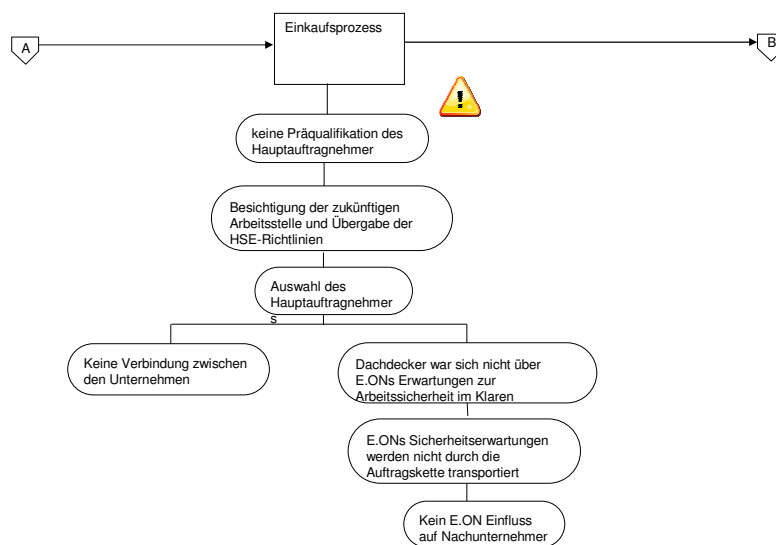 A
Einkaufsprozess
B
!
keine Präqualifikation des
Hauptauftragnehmer
Besichtigung der zukünftigen
Arbeitsstelle und Übergabe der
HSE-Richtlinien
Auswahl des
Hauptauftragnehmer
s
Keine Verbindung zwischen
den Unternehmen
Dachdecker war sich nicht über
E.ONs Erwartungen zur
Arbeitssicherheit im Klaren
E.ONs Sicherheitserwartungen
werden nicht durch die
Auftragskette transportiert
Kein E.ON Einfluss
auf Nachunternehmer